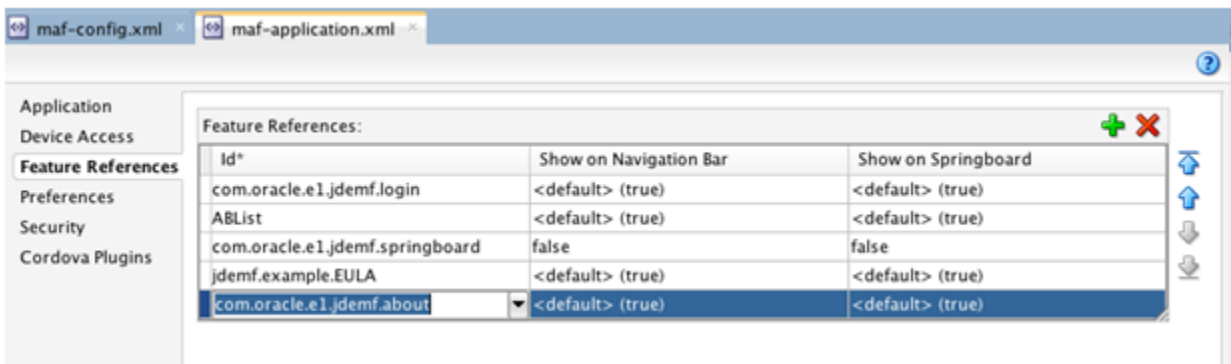 maf-config.xml × maf-application.xml ×
?
Application
Device Access
Feature References
Preferences
Security
Cordova Plugins
Feature References:
Id* Show on Navigation Bar Show on Springboard
com.oracle.e1.jdemf.login <default> (true) <default> (true)
ABList <default> (true) <default> (true)
com.oracle.e1.jdemf.springboard false false
jdemf.example.EULA <default> (true) <default> (true)
com.oracle.e1.jdemf.about <default> (true) <default> (true)